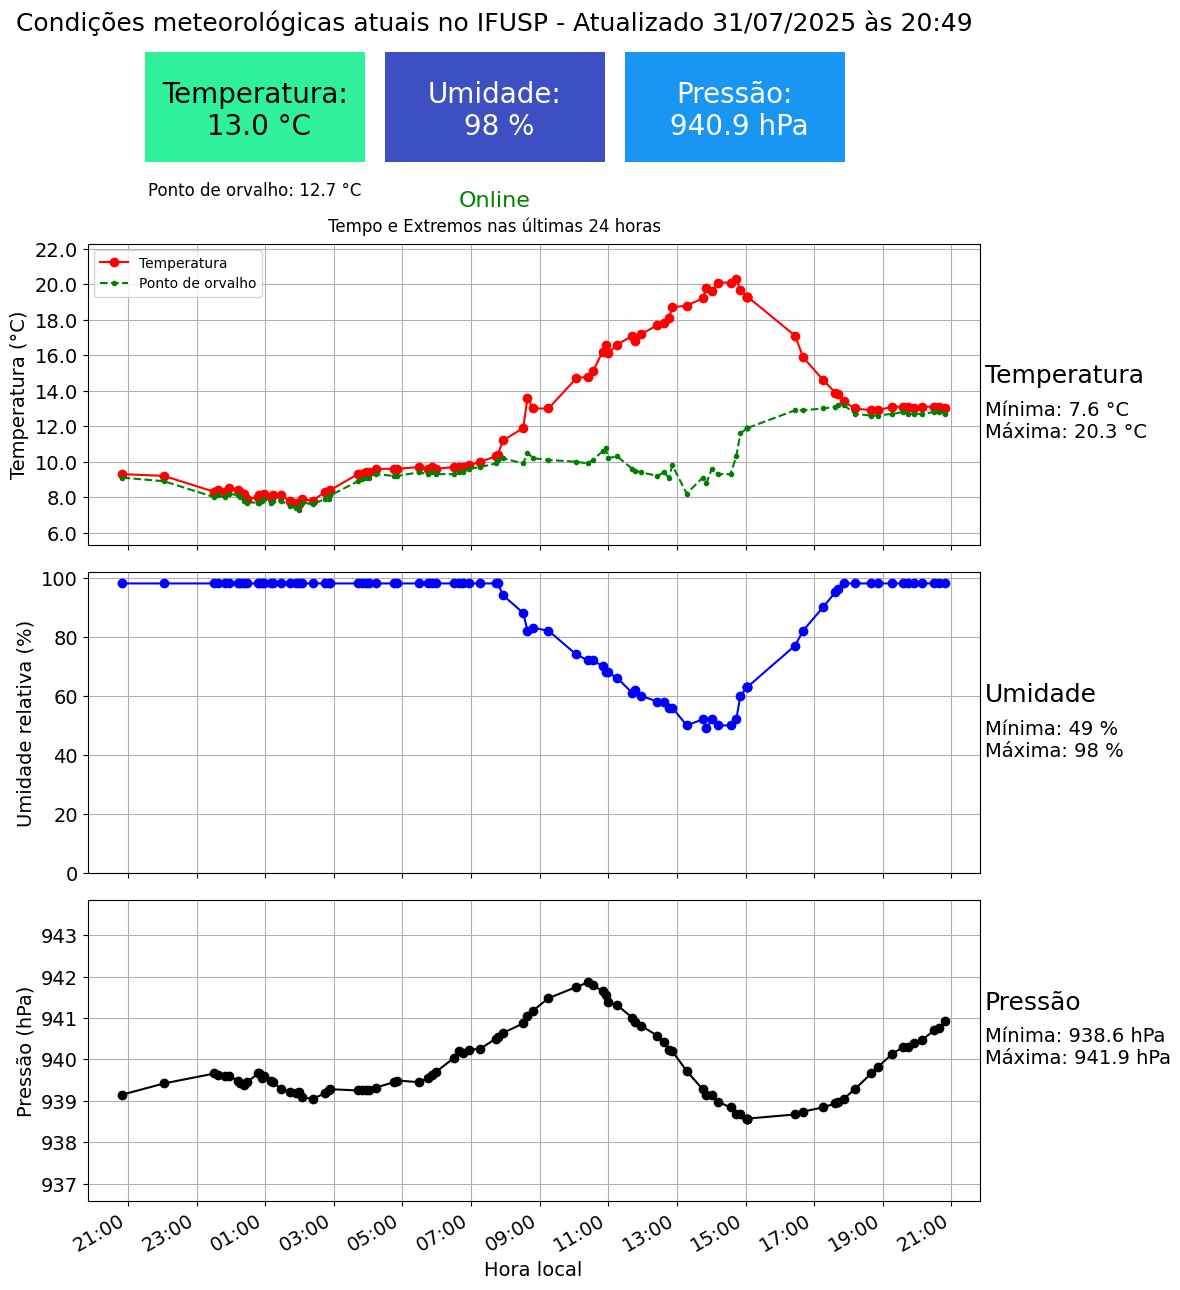 Condições meteorológicas atuais no IFUSP - Atualizado 31/07/2025 às 20:49
Temperatura:
13.0 °C
Umidade:
98 %
Pressão:
940.9 hPa
Ponto de orvalho: 12.7 °C
Online
Tempo e Extremos nas últimas 24 horas
Temperatura (°C)
22.0
20.0
18.0
16.0
14.0
12.0
10.0
8.0
6.0
Temperatura
Ponto de orvalho
Temperatura
Mínima: 7.6 °C
Máxima: 20.3 °C
Umidade relativa (%)
100
80
60
40
20
0
Umidade
Mínima: 49 %
Máxima: 98 %
Pressão (hPa)
943
942
941
940
939
938
937
Pressão
Mínima: 938.6 hPa
Máxima: 941.9 hPa
21:00
23:00
01:00
03:00
05:00
07:00
09:00
11:00
13:00
15:00
17:00
19:00
21:00
Hora local